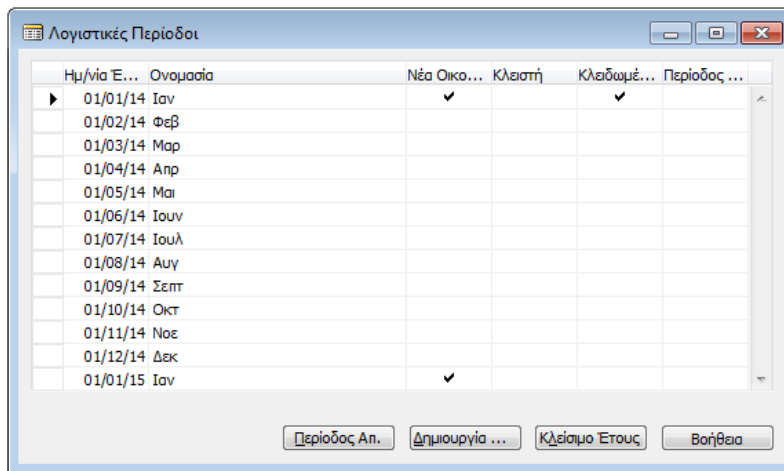 Λογιστικές Περίοδοι
Ημ/νία Έ... Ονομασία Νέα Οικο... Κλειστή Κλειδωμέ... Περίοδος ...
01/01/14 Ιαν ✔ ✔
01/02/14 Φεβ
01/03/14 Μαρ
01/04/14 Απρ
01/05/14 Μαι
01/06/14 Ιουν
01/07/14 Ιουλ
01/08/14 Αυγ
01/09/14 Σεπτ
01/10/14 Οκτ
01/11/14 Νοε
01/12/14 Δεκ
01/01/15 Ιαν ✔
Περίοδος Απ. Δημιουργία ... Κλείσιμο Έτους Βοήθεια